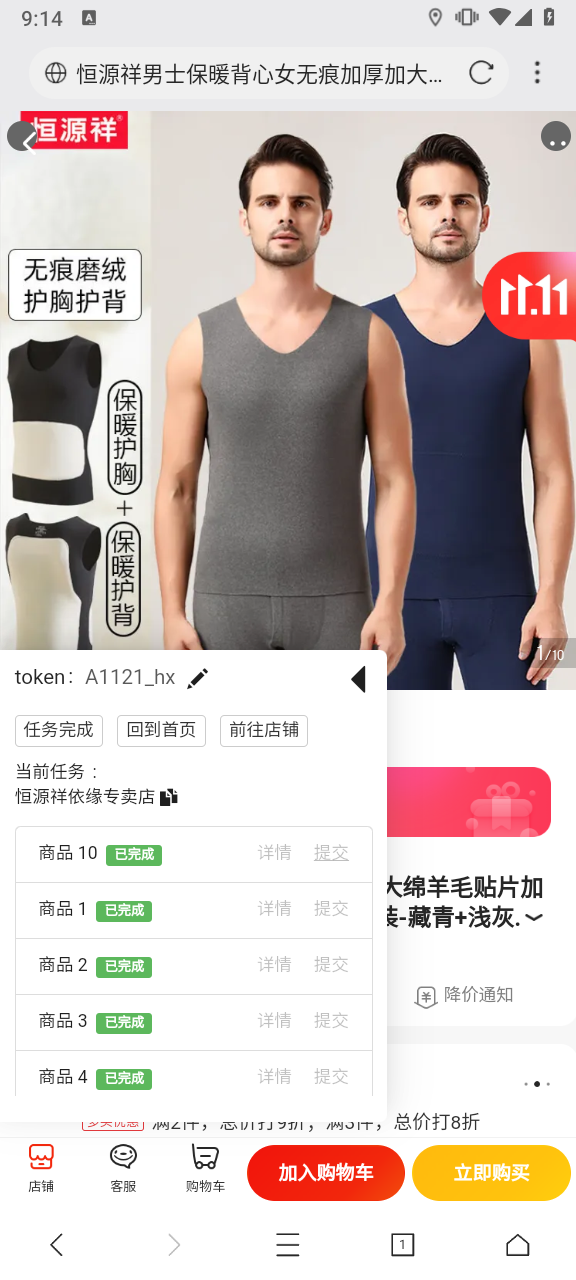 9:14
A
恒源祥男士保暖背心女无痕加厚加大...
恒源祥®
无痕磨绒
护胸护背
11.11
保暖护胸
+
保暖护背
1/10
token: A1121_hx
任务完成
回到首页
前往店铺
当前任务：
恒源祥依缘专卖店
商品 10 已完成 详情 提交
商品 1 已完成 详情 提交
商品 2 已完成 详情 提交
商品 3 已完成 详情 提交
商品 4 已完成 详情 提交
大绵羊毛贴片加
装-藏青+浅灰.
降价通知
多买优惠 满2件，总价打9折；满3件，总价打8折
店铺
客服
购物车
加入购物车
立即购买
1